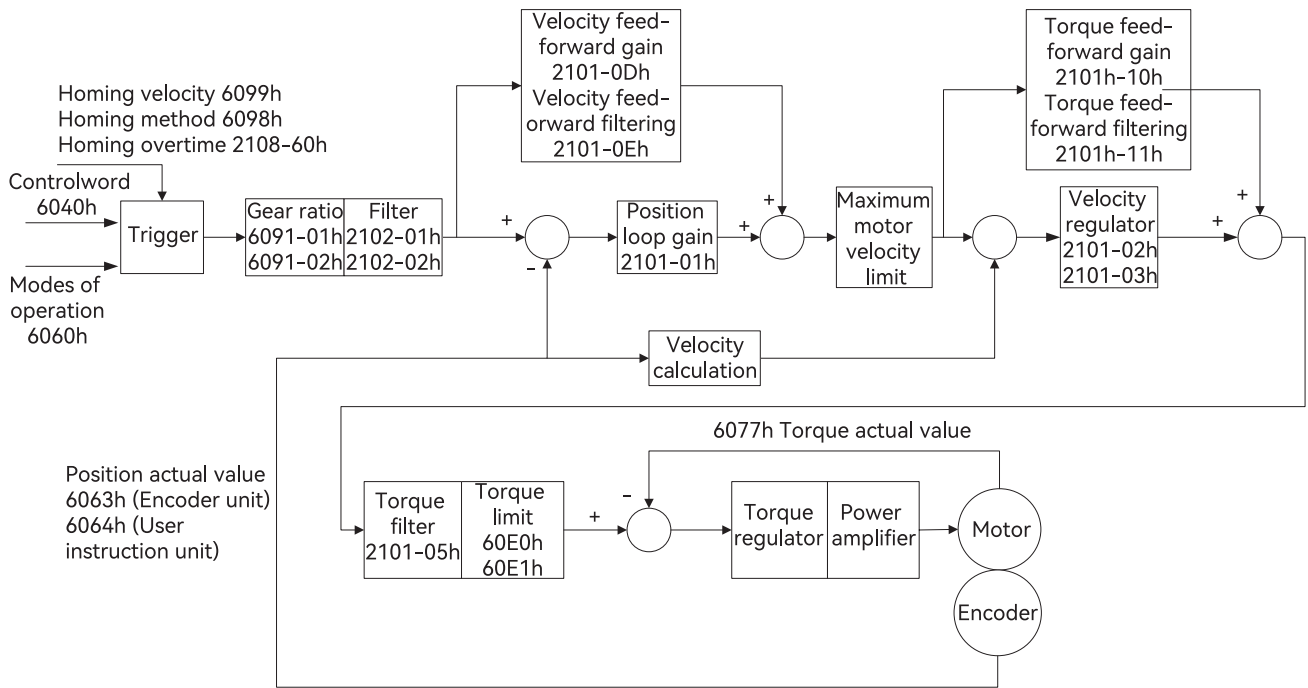 Homing velocity 6099h
Homing method 6098h
Homing overtime 2108-60h
Controlword
6040h
Modes of
operation
6060h
Trigger
Gear ratio
6091-01h
6091-02h
Filter
2102-01h
2102-02h
Velocity feed-
forward gain
2101-0Dh
Velocity feed-
orward filtering
2101-0Eh
+
-
Position
loop gain
2101-01h
+
+
Maximum
motor
velocity
limit
Torque feed-
forward gain
2101h-10h
Torque feed-
forward filtering
2101h-11h
Velocity
regulator
2101-02h
2101-03h
+
+
Velocity
calculation
Position actual value
6063h (Encoder unit)
6064h (User
instruction unit)
6077h Torque actual value
Torque
filter
2101-05h
Torque
limit
60E0h
60E1h
+
-
Torque
regulator
Power
amplifier
Motor
Encoder